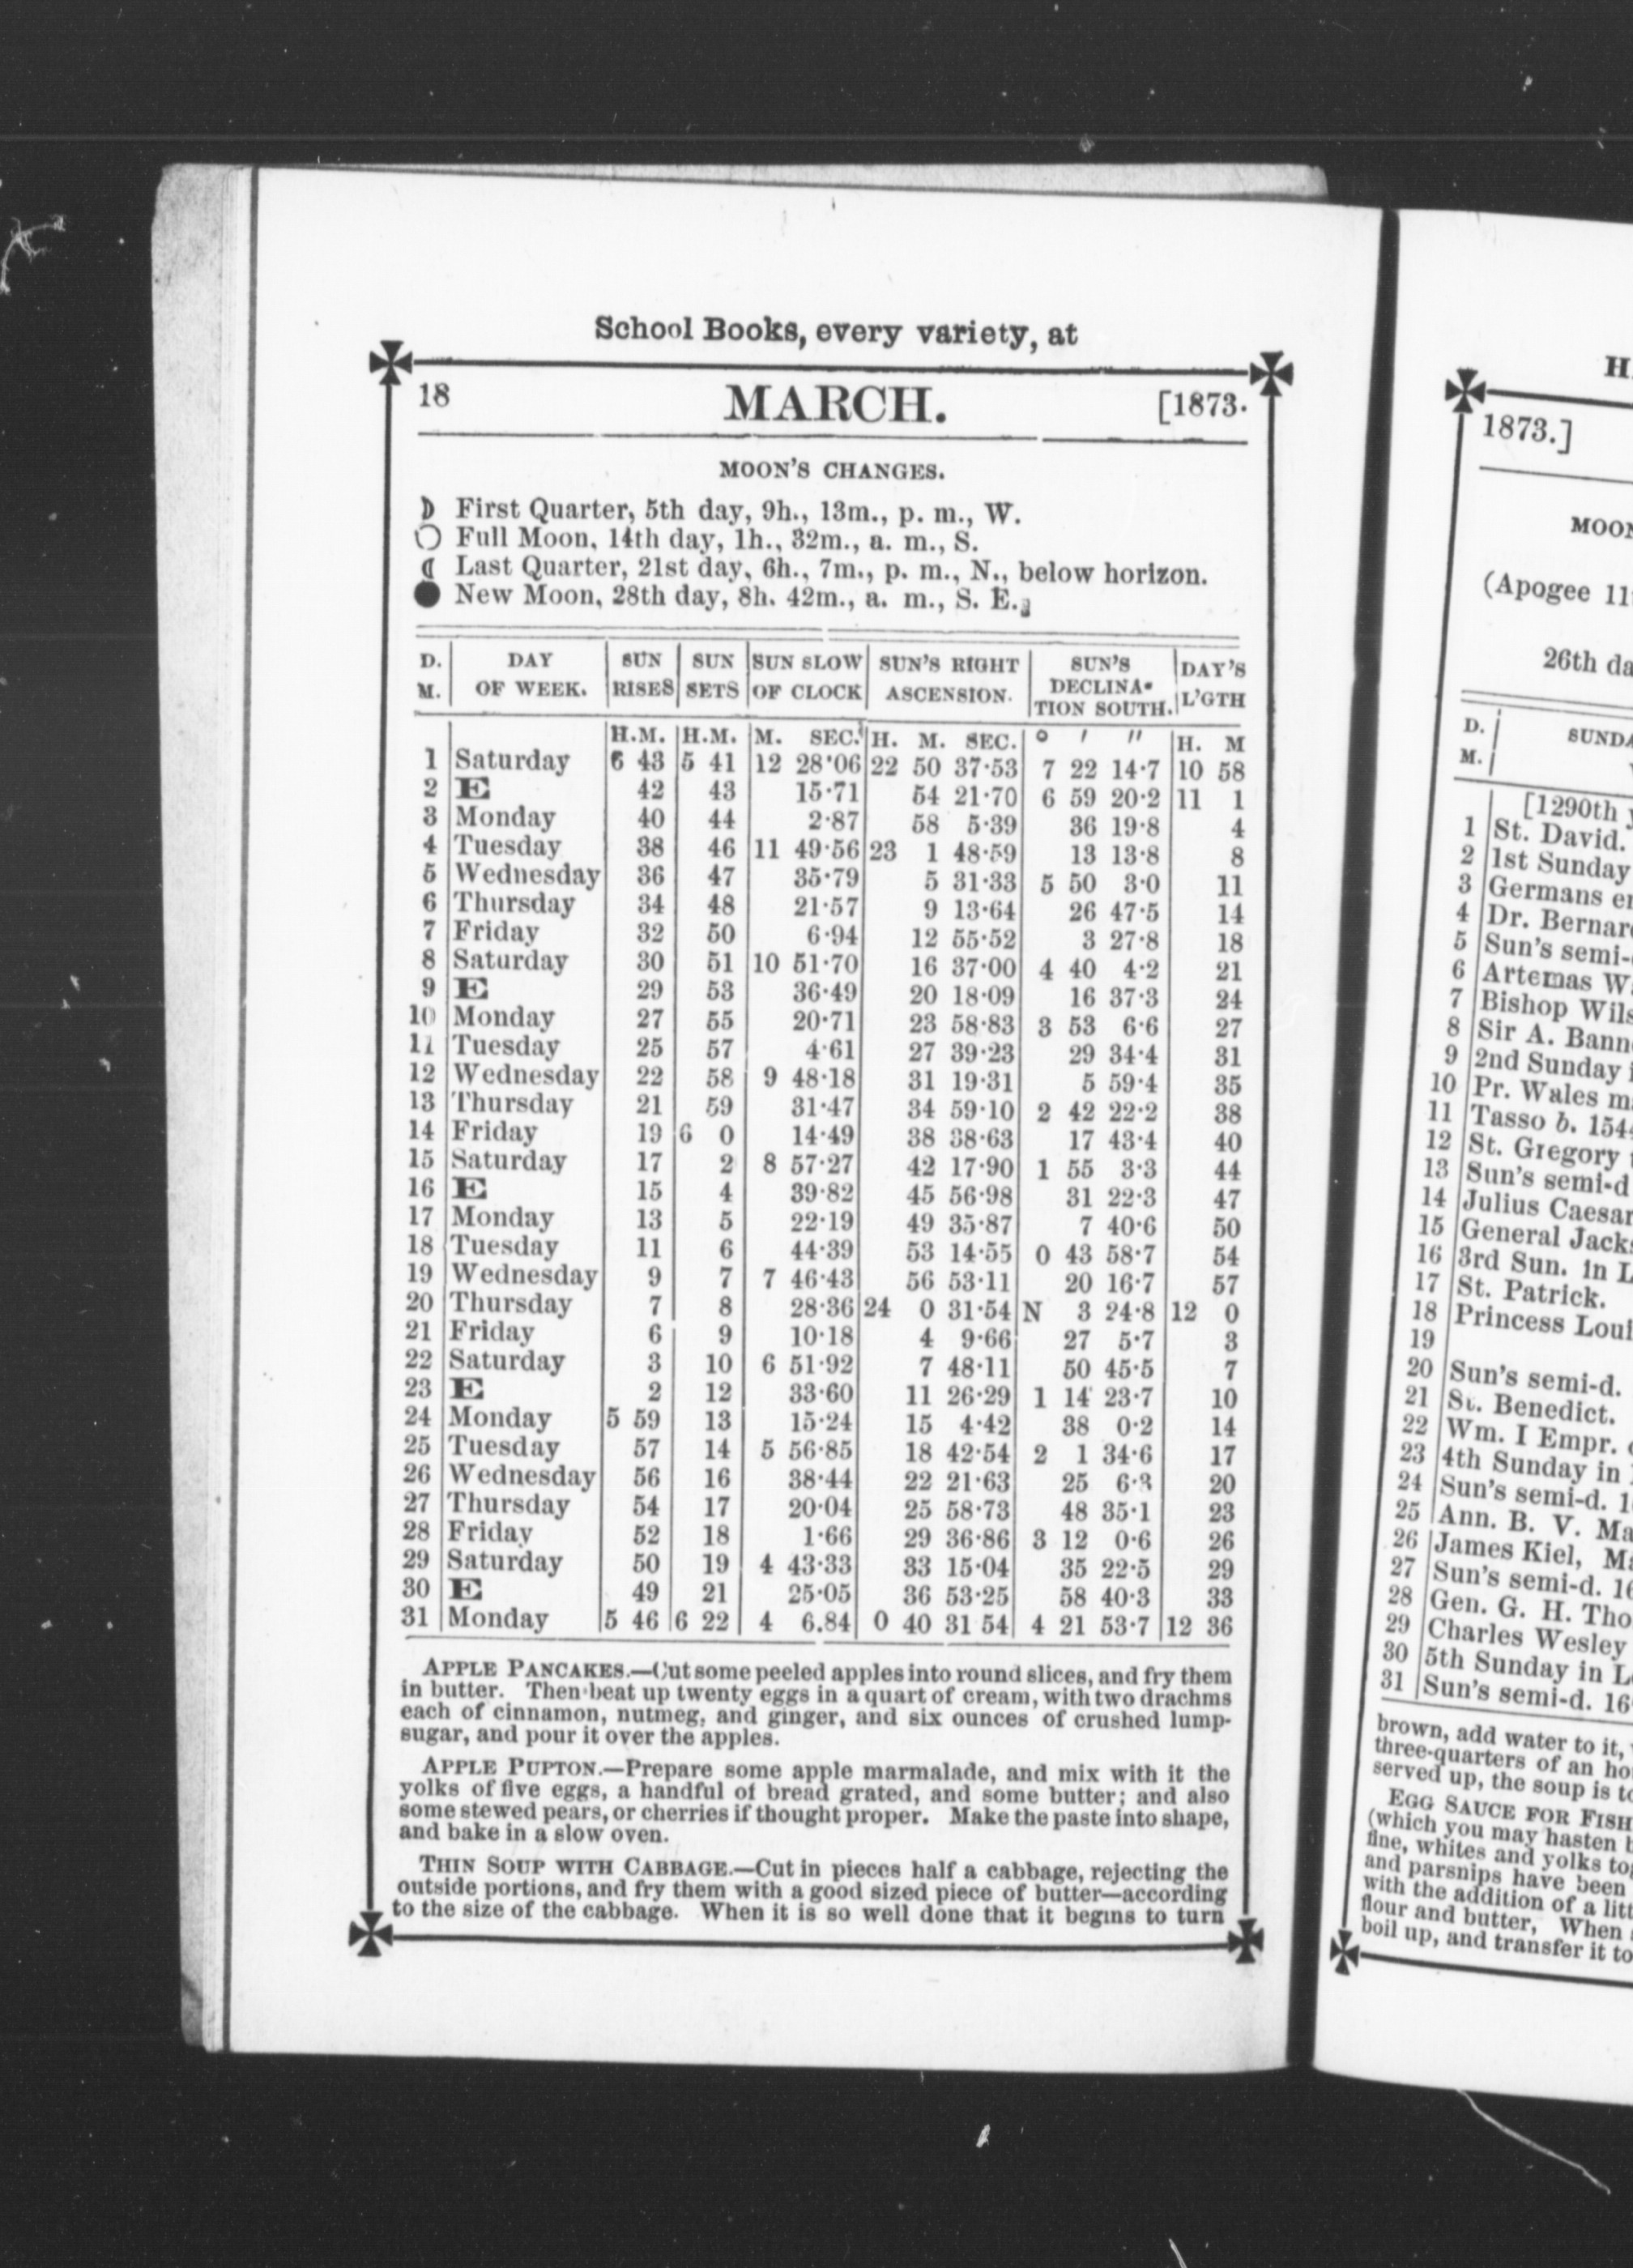 School Books, every variety, at
18 MARCH. [1873.
MOON'S CHANGES.
First Quarter, 5th day, 9h., 13m., p. m., W.
Full Moon, 14th day, 1h., 32m., a. m., S.
Last Quarter, 21st day, 6h., 7m., p. m., N., below horizon.
New Moon, 28th day, 8h. 42m., a. m., S. E.
D. M. DAY OF WEEK. SUN RISES SUN SETS SUN SLOW OF CLOCK SUN'S RIGHT ASCENSION. SUN'S DECLINATION SOUTH. DAY'S L'GTH
H.M. H.M. M. SEC. H. M. SEC. ° ′ ″ H. M
1 Saturday 6 43 5 41 12 28·06 22 50 37·53 7 22 14·7 10 58
2 E 42 43 15·71 54 21·70 6 59 20·2 11 1
3 Monday 40 44 2·87 58 5·39 36 19·8 4
4 Tuesday 38 46 11 49·56 23 1 48·59 13 13·8 8
5 Wednesday 36 47 35·79 5 31·33 5 50 3·0 11
6 Thursday 34 48 21·57 9 13·64 26 47·5 14
7 Friday 32 50 6·94 12 55·52 3 27·8 18
8 Saturday 30 51 10 51·70 16 37·00 4 40 4·2 21
9 E 29 53 36·49 20 18·09 16 37·3 24
10 Monday 27 55 20·71 23 58·83 3 53 6·6 27
11 Tuesday 25 57 4·61 27 39·23 29 34·4 31
12 Wednesday 22 58 9 48·18 31 19·31 5 59·4 35
13 Thursday 21 59 31·47 34 59·10 2 42 22·2 38
14 Friday 19 6 0 14·49 38 38·63 17 43·4 40
15 Saturday 17 2 8 57·27 42 17·90 1 55 3·3 44
16 E 15 4 39·82 45 56·98 31 22·3 47
17 Monday 13 5 22·19 49 35·87 7 40·6 50
18 Tuesday 11 6 44·39 53 14·55 0 43 58·7 54
19 Wednesday 9 7 7 46·43 56 53·11 20 16·7 57
20 Thursday 7 8 28·36 24 0 31·54 N 3 24·8 12 0
21 Friday 6 9 10·18 4 9·66 27 5·7 3
22 Saturday 3 10 6 51·92 7 48·11 50 45·5 7
23 E 2 12 33·60 11 26·29 1 14 23·7 10
24 Monday 5 59 13 15·24 15 4·42 38 0·2 14
25 Tuesday 57 14 5 56·85 18 42·54 2 1 34·6 17
26 Wednesday 56 16 38·44 22 21·63 25 6·3 20
27 Thursday 54 17 20·04 25 58·73 48 35·1 23
28 Friday 52 18 1·66 29 36·86 3 12 0·6 26
29 Saturday 50 19 4 43·33 33 15·04 35 22·5 29
30 E 49 21 25·05 36 53·25 58 40·3 33
31 Monday 5 46 6 22 4 6.84 0 40 31 54 4 21 53·7 12 36
APPLE PANCAKES.—Cut some peeled apples into round slices, and fry them
in butter. Then beat up twenty eggs in a quart of cream, with two drachms
each of cinnamon, nutmeg, and ginger, and six ounces of crushed lump-
sugar, and pour it over the apples.
APPLE PUPTON.—Prepare some apple marmalade, and mix with it the
yolks of five eggs, a handful of bread grated, and some butter; and also
some stewed pears, or cherries if thought proper. Make the paste into shape,
and bake in a slow oven.
THIN SOUP WITH CABBAGE.—Cut in pieces half a cabbage, rejecting the
outside portions, and fry them with a good sized piece of butter—according
to the size of the cabbage. When it is so well done that it begins to turn
1873.]
(Apogee
26th
D. M.
[1290th
1 St. David.
2 1st Sunday
3 Germans
4 Dr.
5 Sun's
6 Artemas
7 Bishop
8 Sir A.
9 2nd Sunday
10 Pr. Wales
11 Tasso b.
12 St. Gregory
13 Sun's
14 Julius
15 General
16 3rd Sun. in
17 St. Patrick.
18 Princess
19
20 Sun's semi-d.
21 St. Benedict.
22 Wm. I Empr.
23 4th Sunday in
24 Sun's semi-d.
25 Ann. B. V.
26 James Kiel,
27 Sun's semi-d.
28 Gen. G. H.
29 Charles Wesley
30 5th Sunday in
31 Sun's semi-d.
brown, add water to it,
three-quarters of an
served up, the soup is
EGG SAUCE FOR FISH
(which you may hasten
fine, whites and yolks
and parsnips have been
with the addition of a
flour and butter, When
boil up, and transfer it to